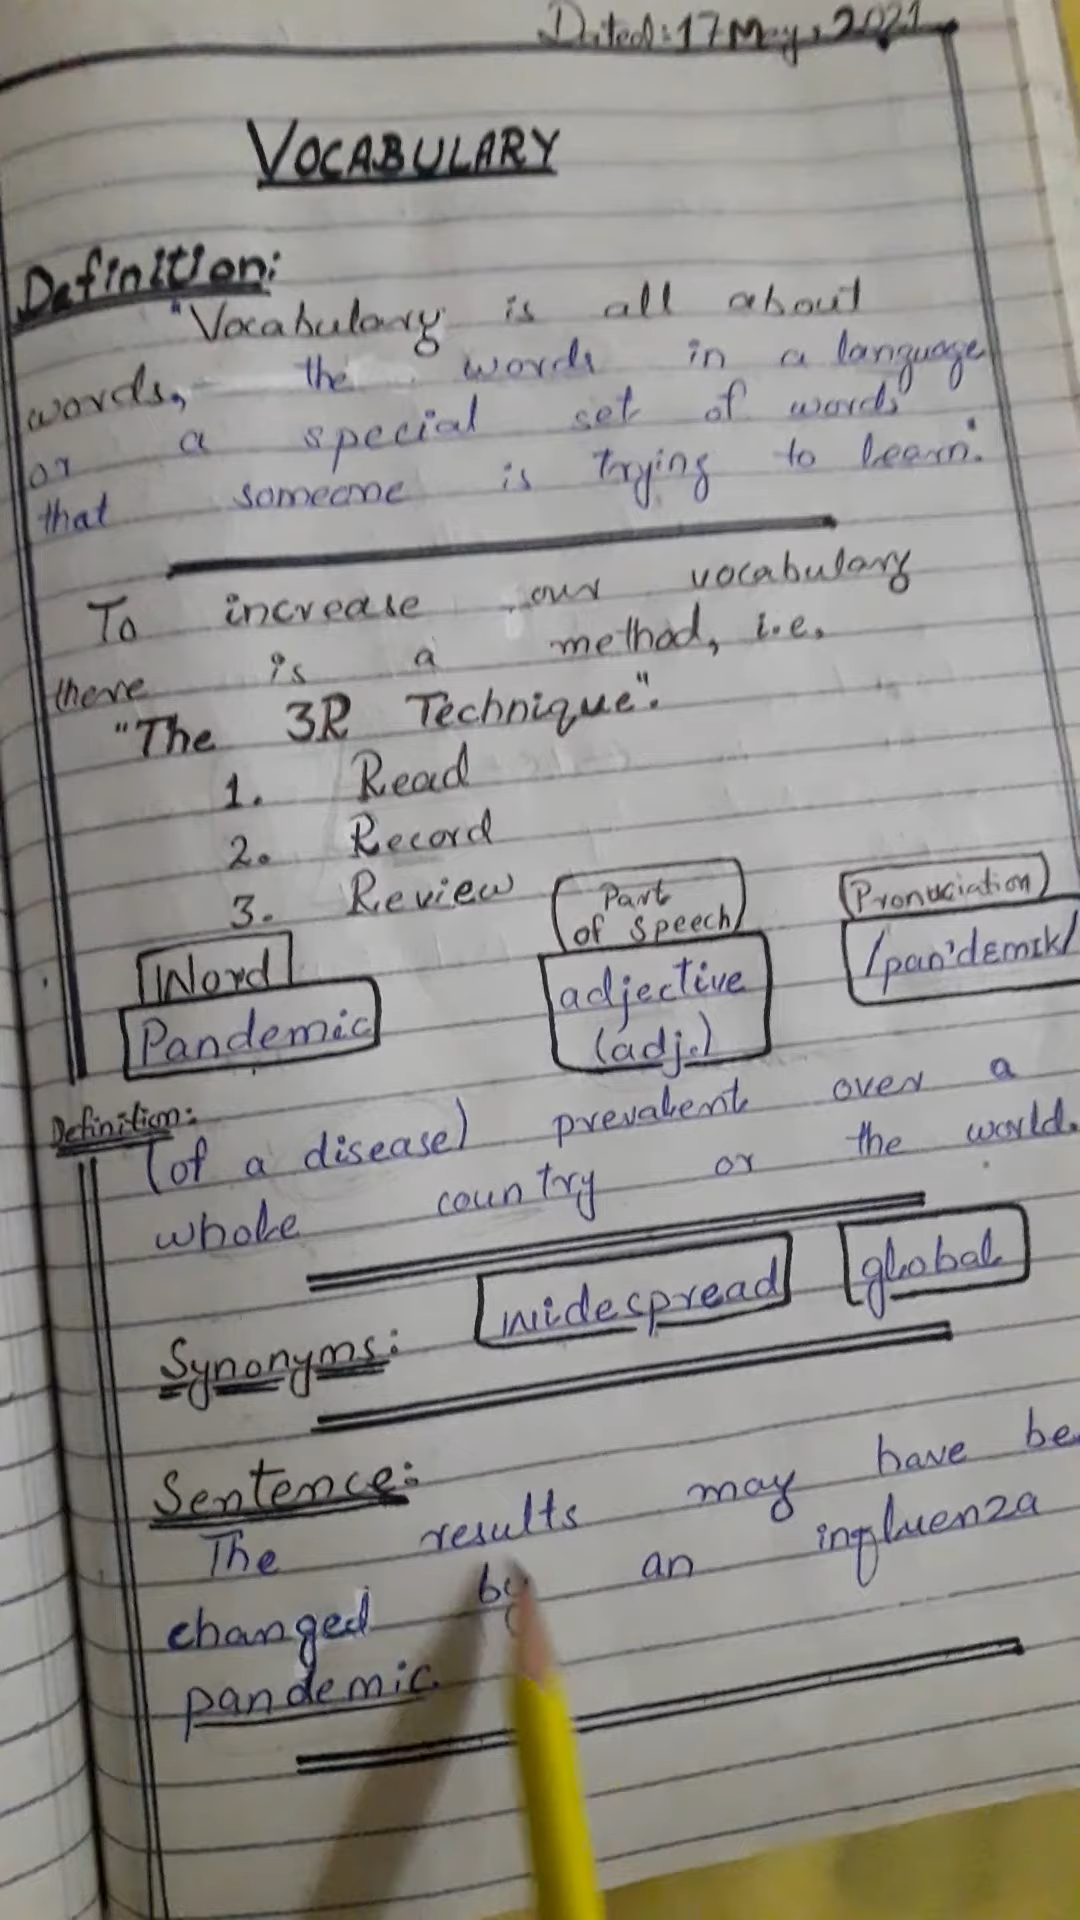 Dated: 17 May, 2021
VOCABULARY
Definition:
"Vocabulary is all about
words, the words in a language
or a special set of words
that someone is trying to learn."
To increase our vocabulary
there is a method, i.e.
"The 3R Technique".
1. Read
2. Record
3. Review
Part
of Speech
Pronuciation
Word
adjective
(adj.)
/pan'dɛmɪk/
Pandemic
Definition:
(of a disease) prevalent over a
whole country or the world.
Synonyms: widespread global
Sentence:
The results may have be
changed by an influenza
pandemic.